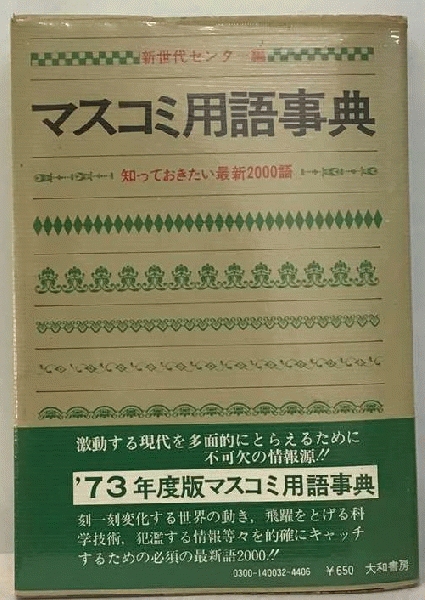 新世代センター編
マスコミ用語事典
知っておきたい最新2000語
激動する現代を多面的にとらえるために
不可欠の情報源!!
'73年度版マスコミ用語事典
刻一刻変化する世界の動き，飛躍をとげる科
学技術，犯濫する情報等々を的確にキャッチ
するための必須の最新語2000!!
0300-140032-4406 ¥650 大和書房